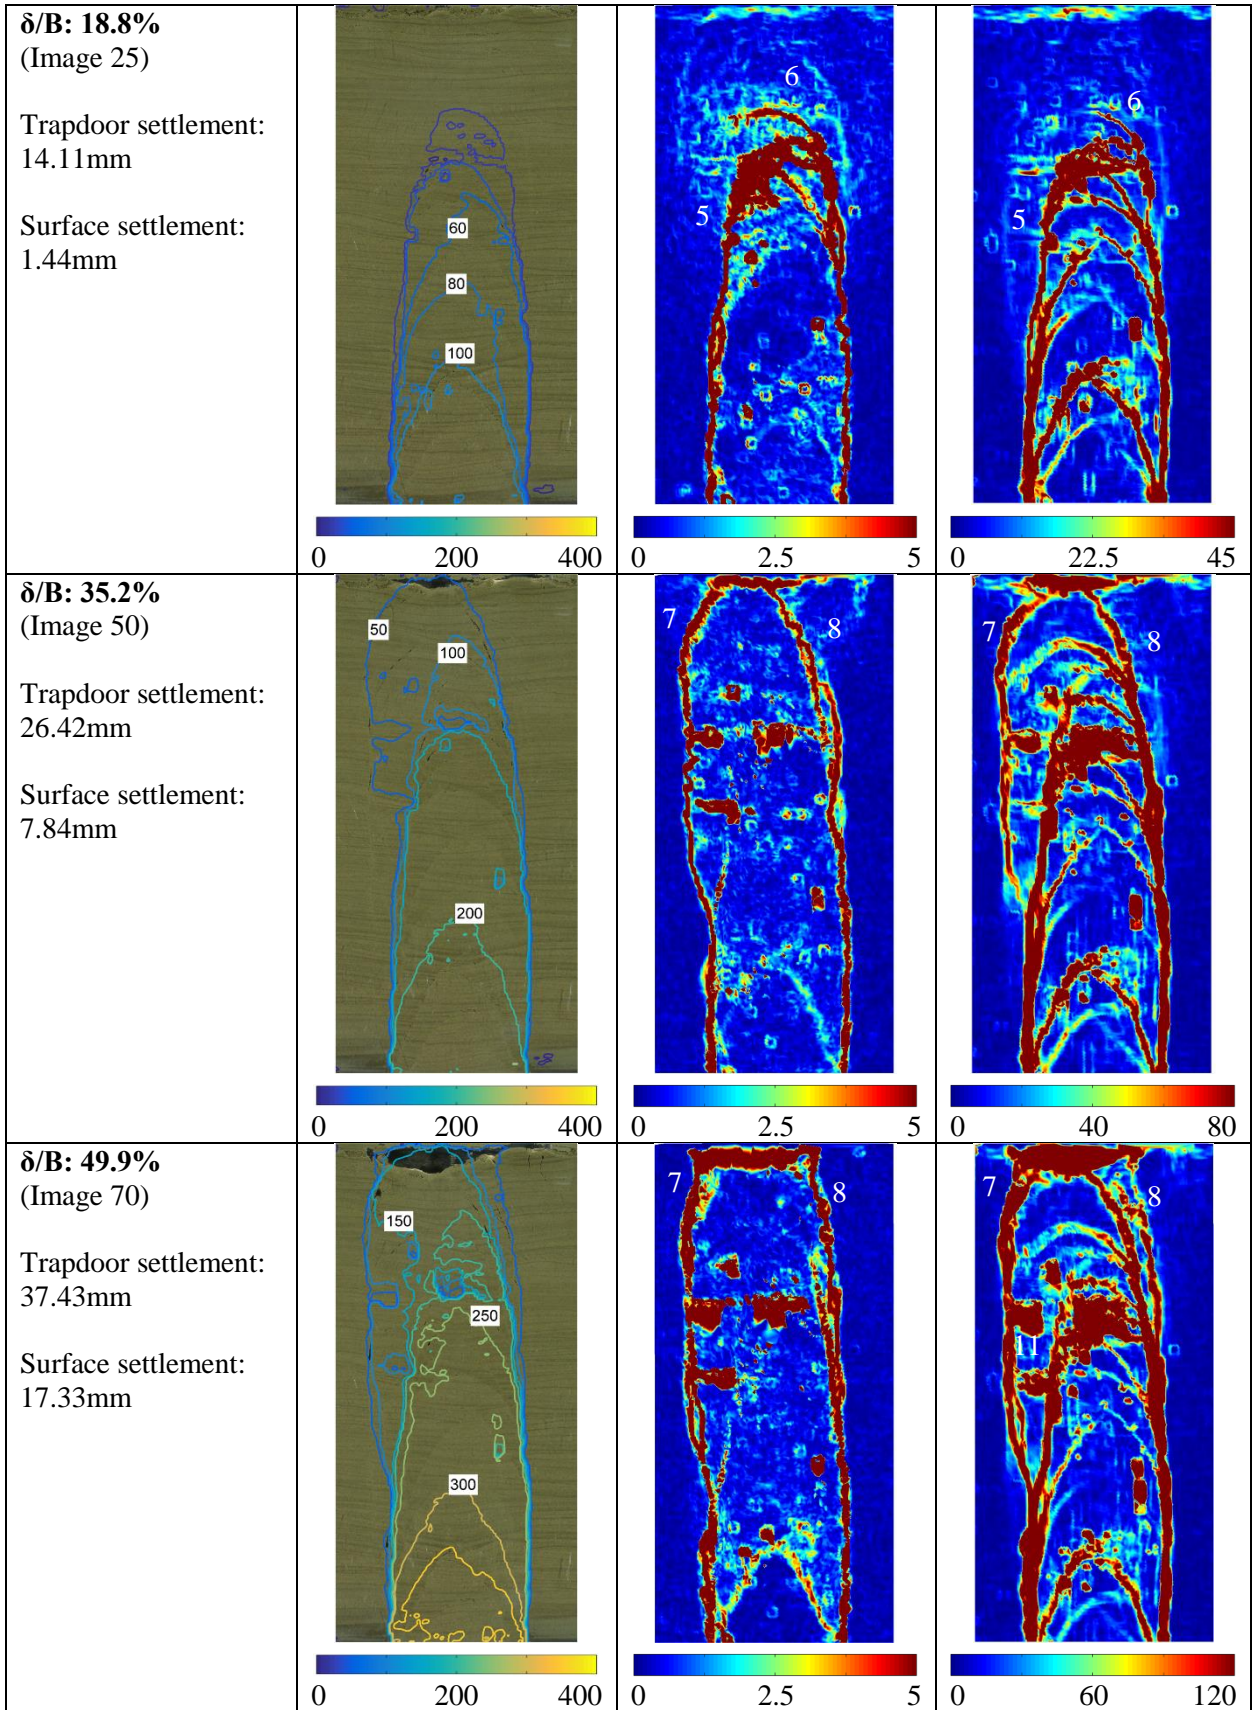 δ/B: 18.8%
(Image 25)
Trapdoor settlement:
14.11mm
Surface settlement:
1.44mm
60
80
100
0 200 400
5
6
0 2.5 5
5
6
0 22.5 45
δ/B: 35.2%
(Image 50)
Trapdoor settlement:
26.42mm
Surface settlement:
7.84mm
50
100
200
0 200 400
7
8
0 2.5 5
7
8
0 40 80
δ/B: 49.9%
(Image 70)
Trapdoor settlement:
37.43mm
Surface settlement:
17.33mm
150
250
300
0 200 400
7
8
0 2.5 5
7
8
11
0 60 120